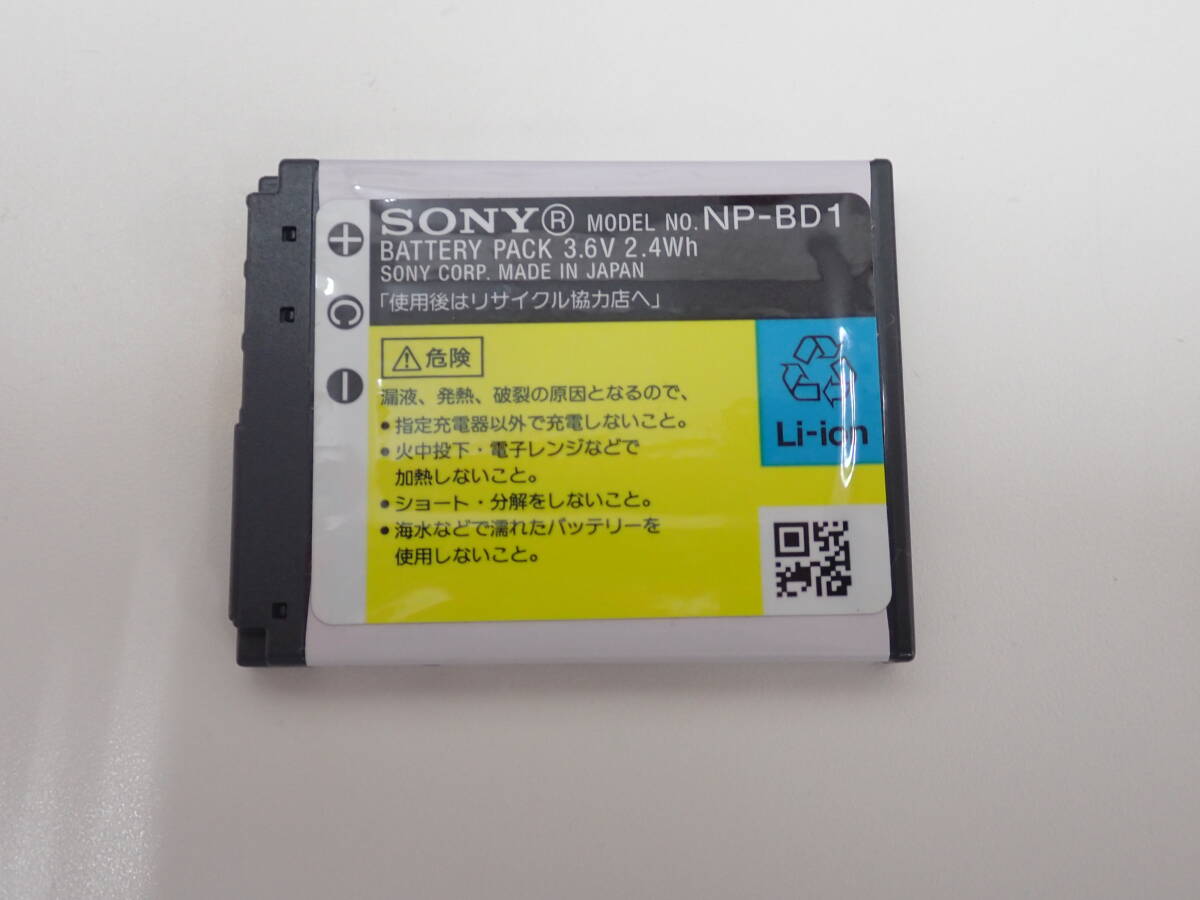 SONY® MODEL NO. NP-BD1
BATTERY PACK 3.6V 2.4Wh
SONY CORP. MADE IN JAPAN
「使用後はリサイクル協力店へ」
+
C
−
⚠危険
漏液、発熱、破裂の原因となるので、
•指定充電器以外で充電しないこと。
•火中投下・電子レンジなどで
加熱しないこと。
•ショート・分解をしないこと。
•海水などで濡れたバッテリーを
使用しないこと。
Li-ion